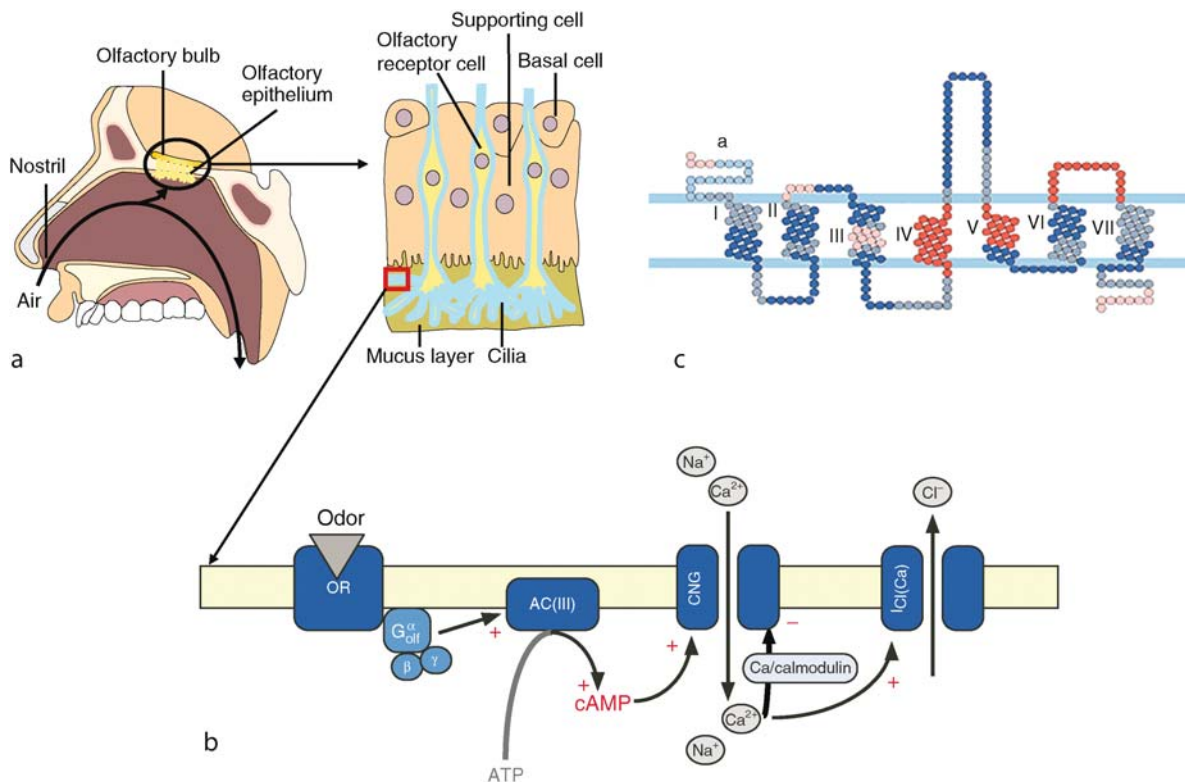 Olfactory bulb
Olfactory
epithelium
Nostril
Air
a
Supporting cell
Olfactory
receptor cell
Basal cell
Mucus layer
Cilia
a
I
II
III
IV
V
VI
VII
c
Odor
OR
G α olf
β
γ
+
AC(III)
+
cAMP
ATP
+
CNG
Na+
Ca2+
−
Ca/calmodulin
Ca2+
Na+
+
ICl(Ca)
Cl−
b